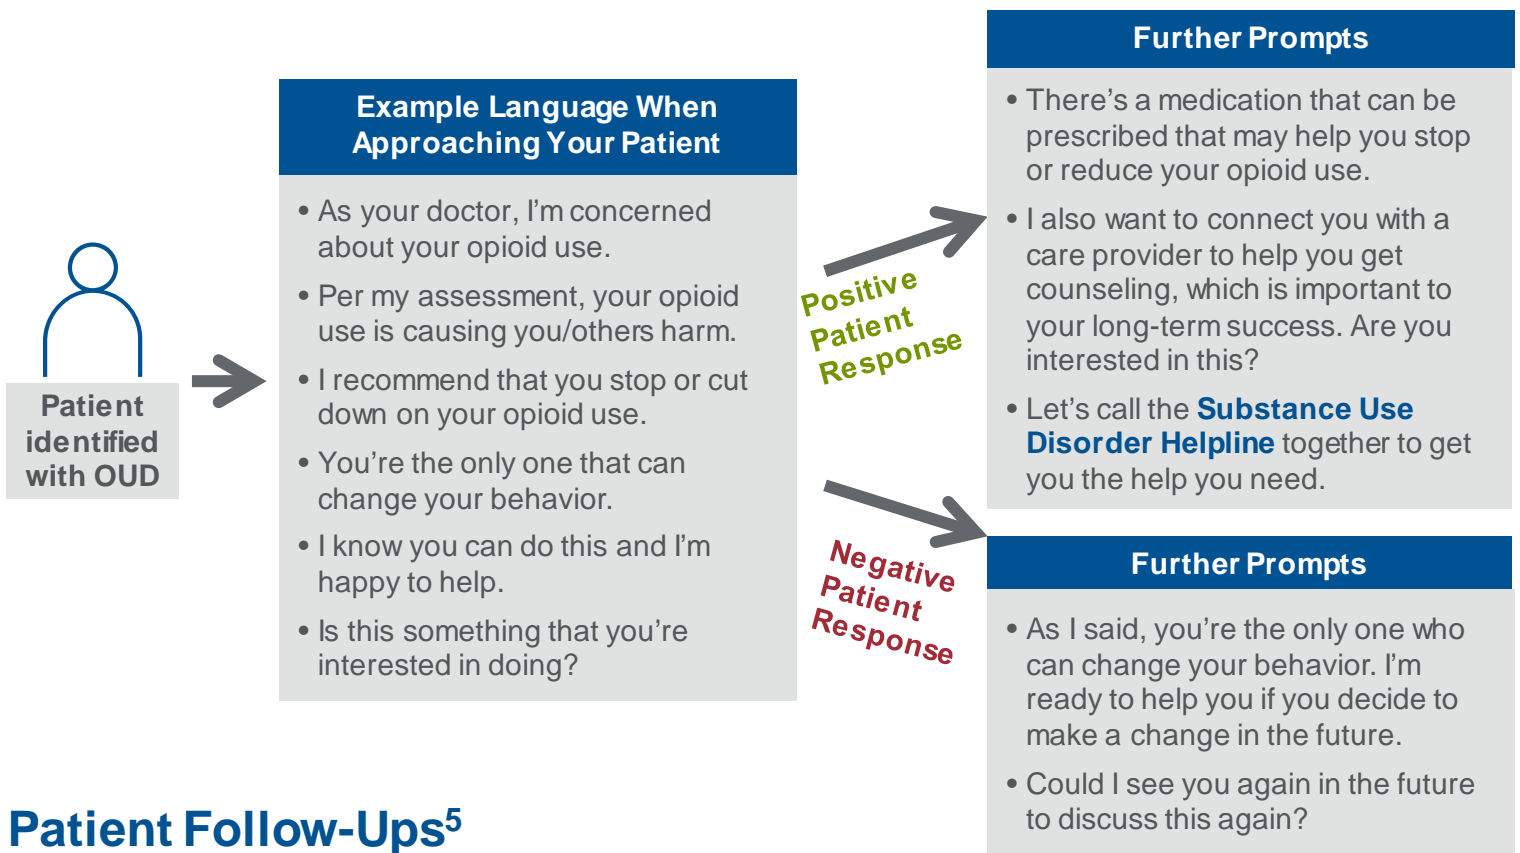 Patient
identified
with OUD
Example Language When
Approaching Your Patient
• As your doctor, I'm concerned
about your opioid use.
• Per my assessment, your opioid
use is causing you/others harm.
• I recommend that you stop or cut
down on your opioid use.
• You're the only one that can
change your behavior.
• I know you can do this and I'm
happy to help.
• Is this something that you're
interested in doing?
Positive
Patient
Response
Further Prompts
• There's a medication that can be
prescribed that may help you stop
or reduce your opioid use.
• I also want to connect you with a
care provider to help you get
counseling, which is important to
your long-term success. Are you
interested in this?
• Let's call the Substance Use
Disorder Helpline together to get
you the help you need.
Negative
Patient
Response
Further Prompts
• As I said, you're the only one who
can change your behavior. I'm
ready to help you if you decide to
make a change in the future.
• Could I see you again in the future
to discuss this again?
Patient Follow-Ups⁵